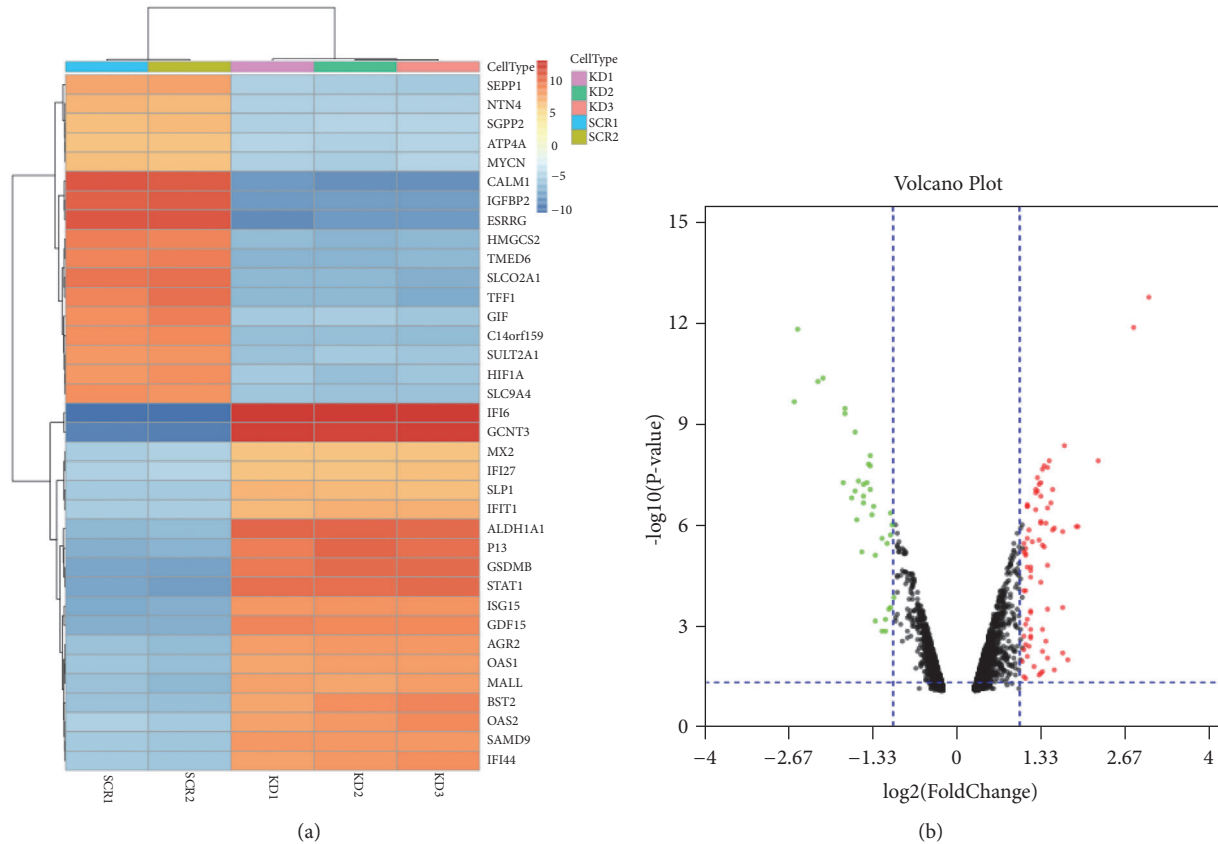 CellType
10
5
0
−5
−10
CellType
KD1
KD2
KD3
SCR1
SCR2
SEPP1
NTN4
SGPP2
ATP4A
MYCN
CALM1
IGFBP2
ESRRG
HMGCS2
TMED6
SLCO2A1
TFF1
GIF
C14orf159
SULT2A1
HIF1A
SLC9A4
IFI6
GCNT3
MX2
IFI27
SLP1
IFIT1
ALDH1A1
P13
GSDMB
STAT1
ISG15
GDF15
AGR2
OAS1
MALL
BST2
OAS2
SAMD9
IFI44
SCR1
SCR2
KD1
KD2
KD3
(a)
Volcano Plot
-log10(P-value)
15
12
9
6
3
0
−4
−2.67
−1.33
0
1.33
2.67
4
log2(FoldChange)
(b)